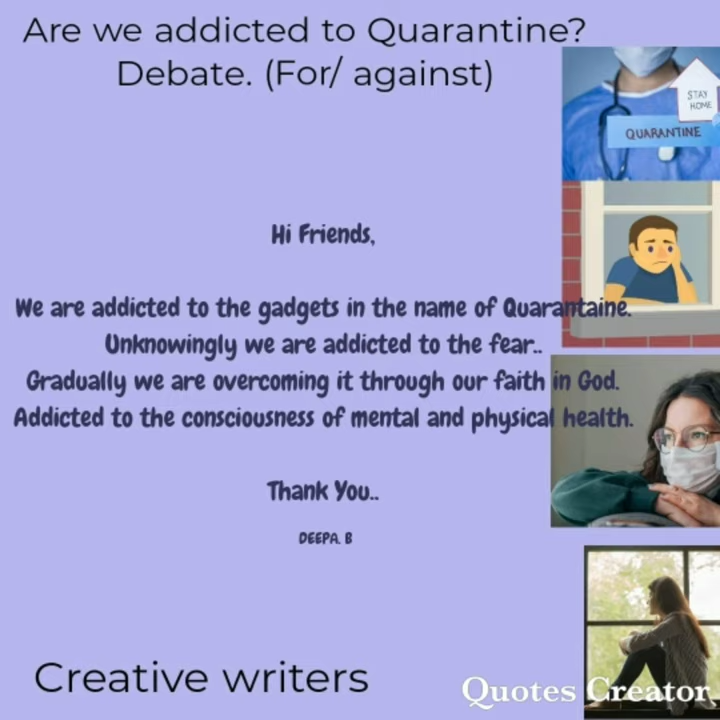 Are we addicted to Quarantine?
Debate. (For/ against)
STAY
HOME
QUARANTINE
Hi Friends,
We are addicted to the gadgets in the name of Quarantaine.
Unknowingly we are addicted to the fear..
Gradually we are overcoming it through our faith in God.
Addicted to the consciousness of mental and physical health.
Thank You..
DEEPA. B
Creative writers
Quotes Creator